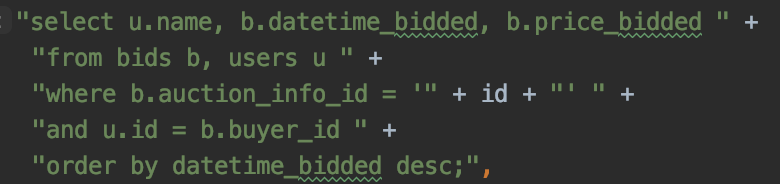 "select u.name, b.datetime_bidded, b.price_bidded " +
"from bids b, users u " +
"where b.auction_info_id = '" + id + "' " +
"and u.id = b.buyer_id " +
"order by datetime_bidded desc;",